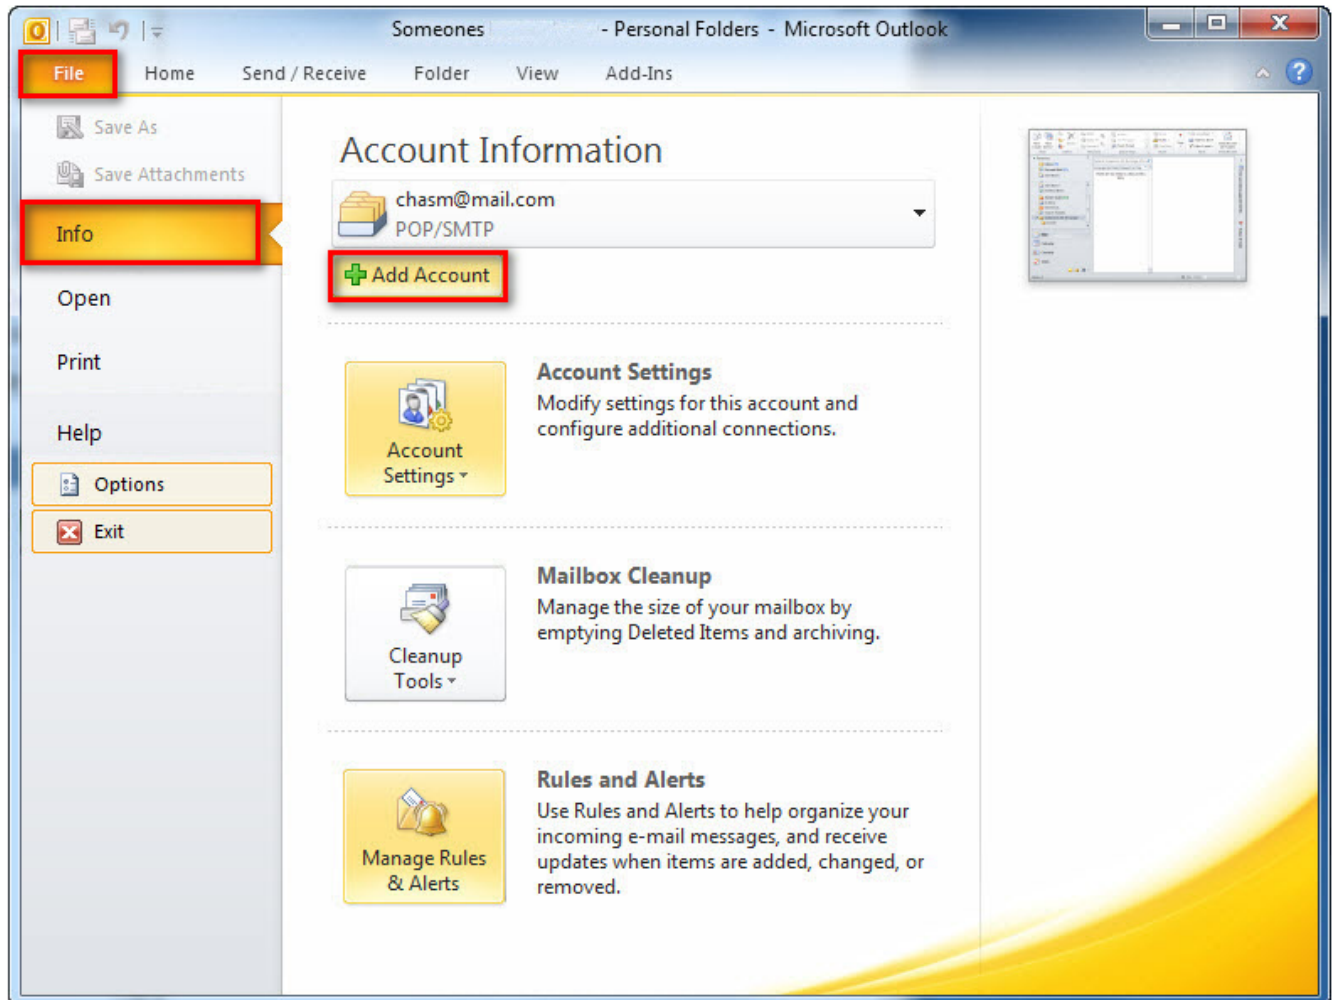 Someones - Personal Folders - Microsoft Outlook
File Home Send / Receive Folder View Add-Ins
Save As
Save Attachments
Info
Open
Print
Help
Options
Exit
Account Information
chasm@mail.com
POP/SMTP
Add Account
Account
Settings
Account Settings
Modify settings for this account and
configure additional connections.
Cleanup
Tools
Mailbox Cleanup
Manage the size of your mailbox by
emptying Deleted Items and archiving.
Manage Rules
& Alerts
Rules and Alerts
Use Rules and Alerts to help organize your
incoming e-mail messages, and receive
updates when items are added, changed, or
removed.